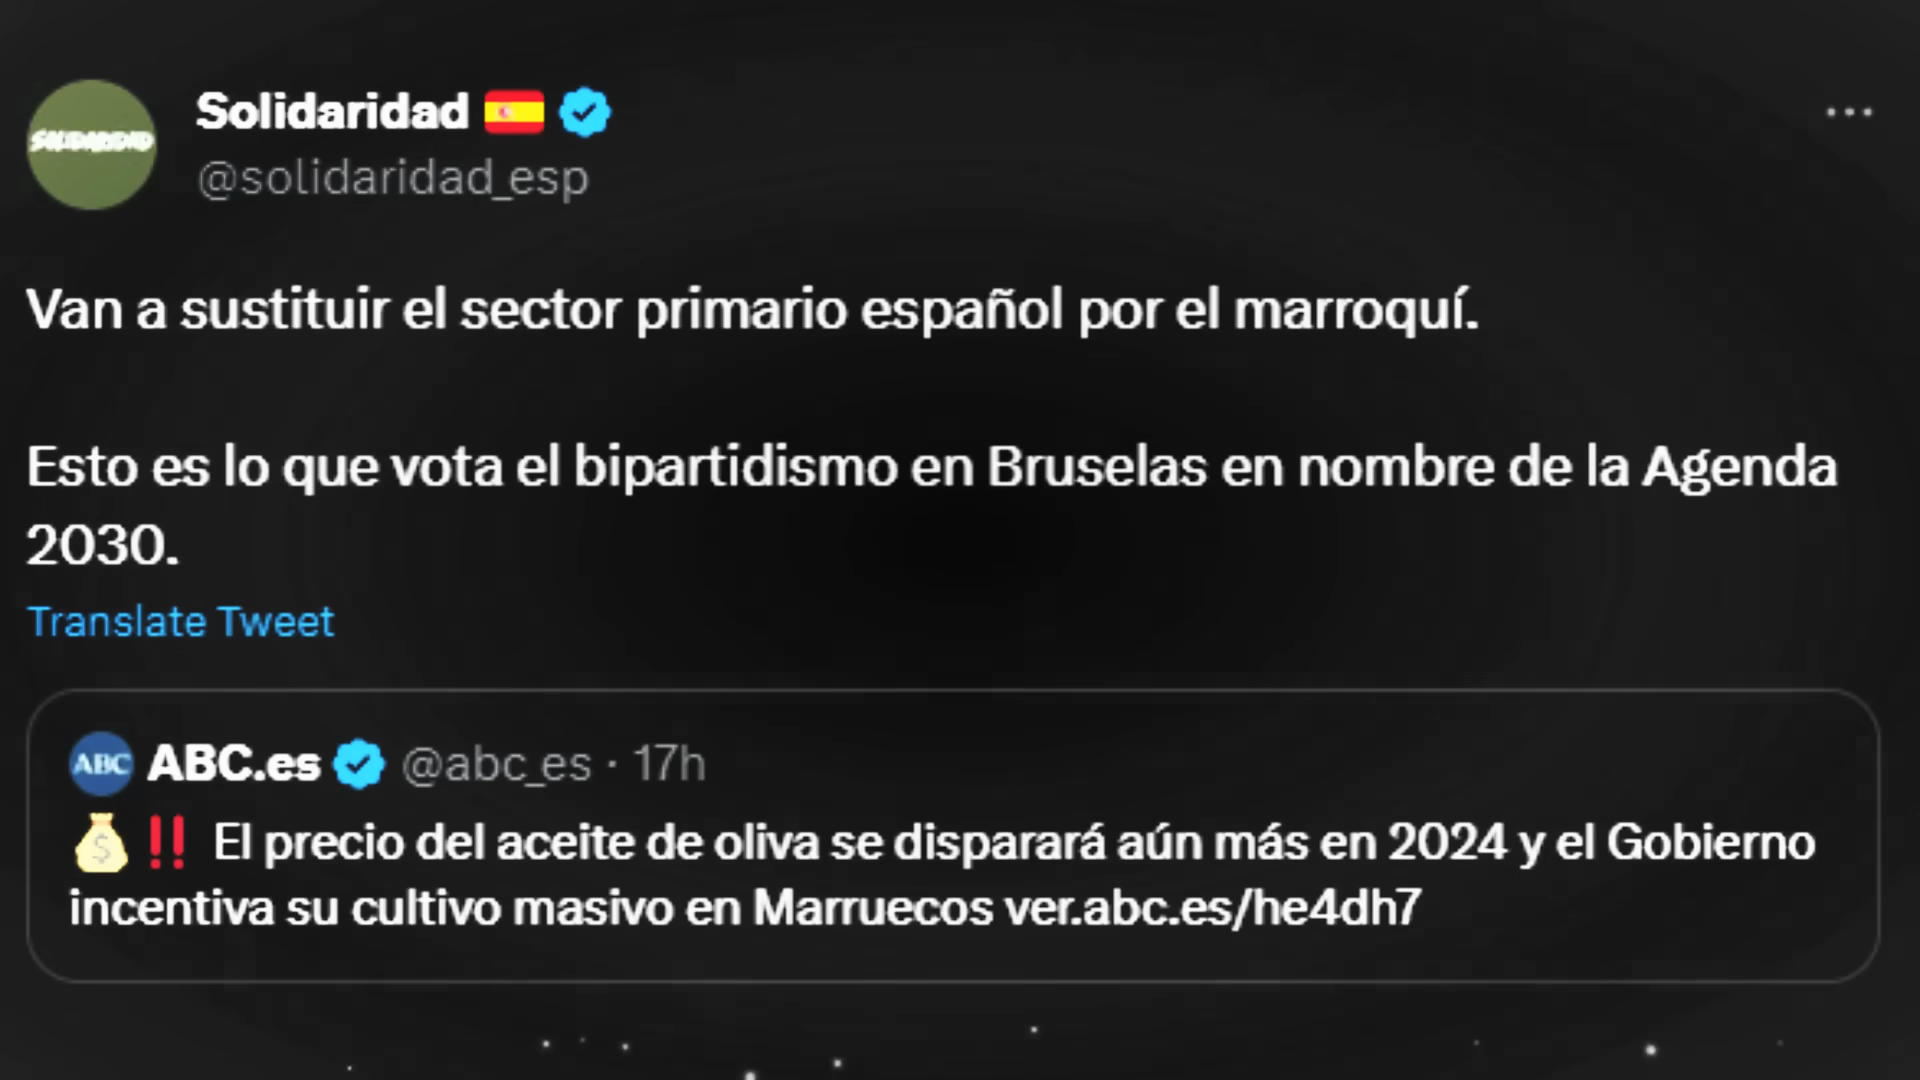 Solidaridad
@solidaridad_esp
SOLIDARIDAD
Van a sustituir el sector primario español por el marroquí.
Esto es lo que vota el bipartidismo en Bruselas en nombre de la Agenda
2030.
Translate Tweet
ABC ABC.es @abc_es · 17h
💰‼️ El precio del aceite de oliva se disparará aún más en 2024 y el Gobierno
incentiva su cultivo masivo en Marruecos ver.abc.es/he4dh7